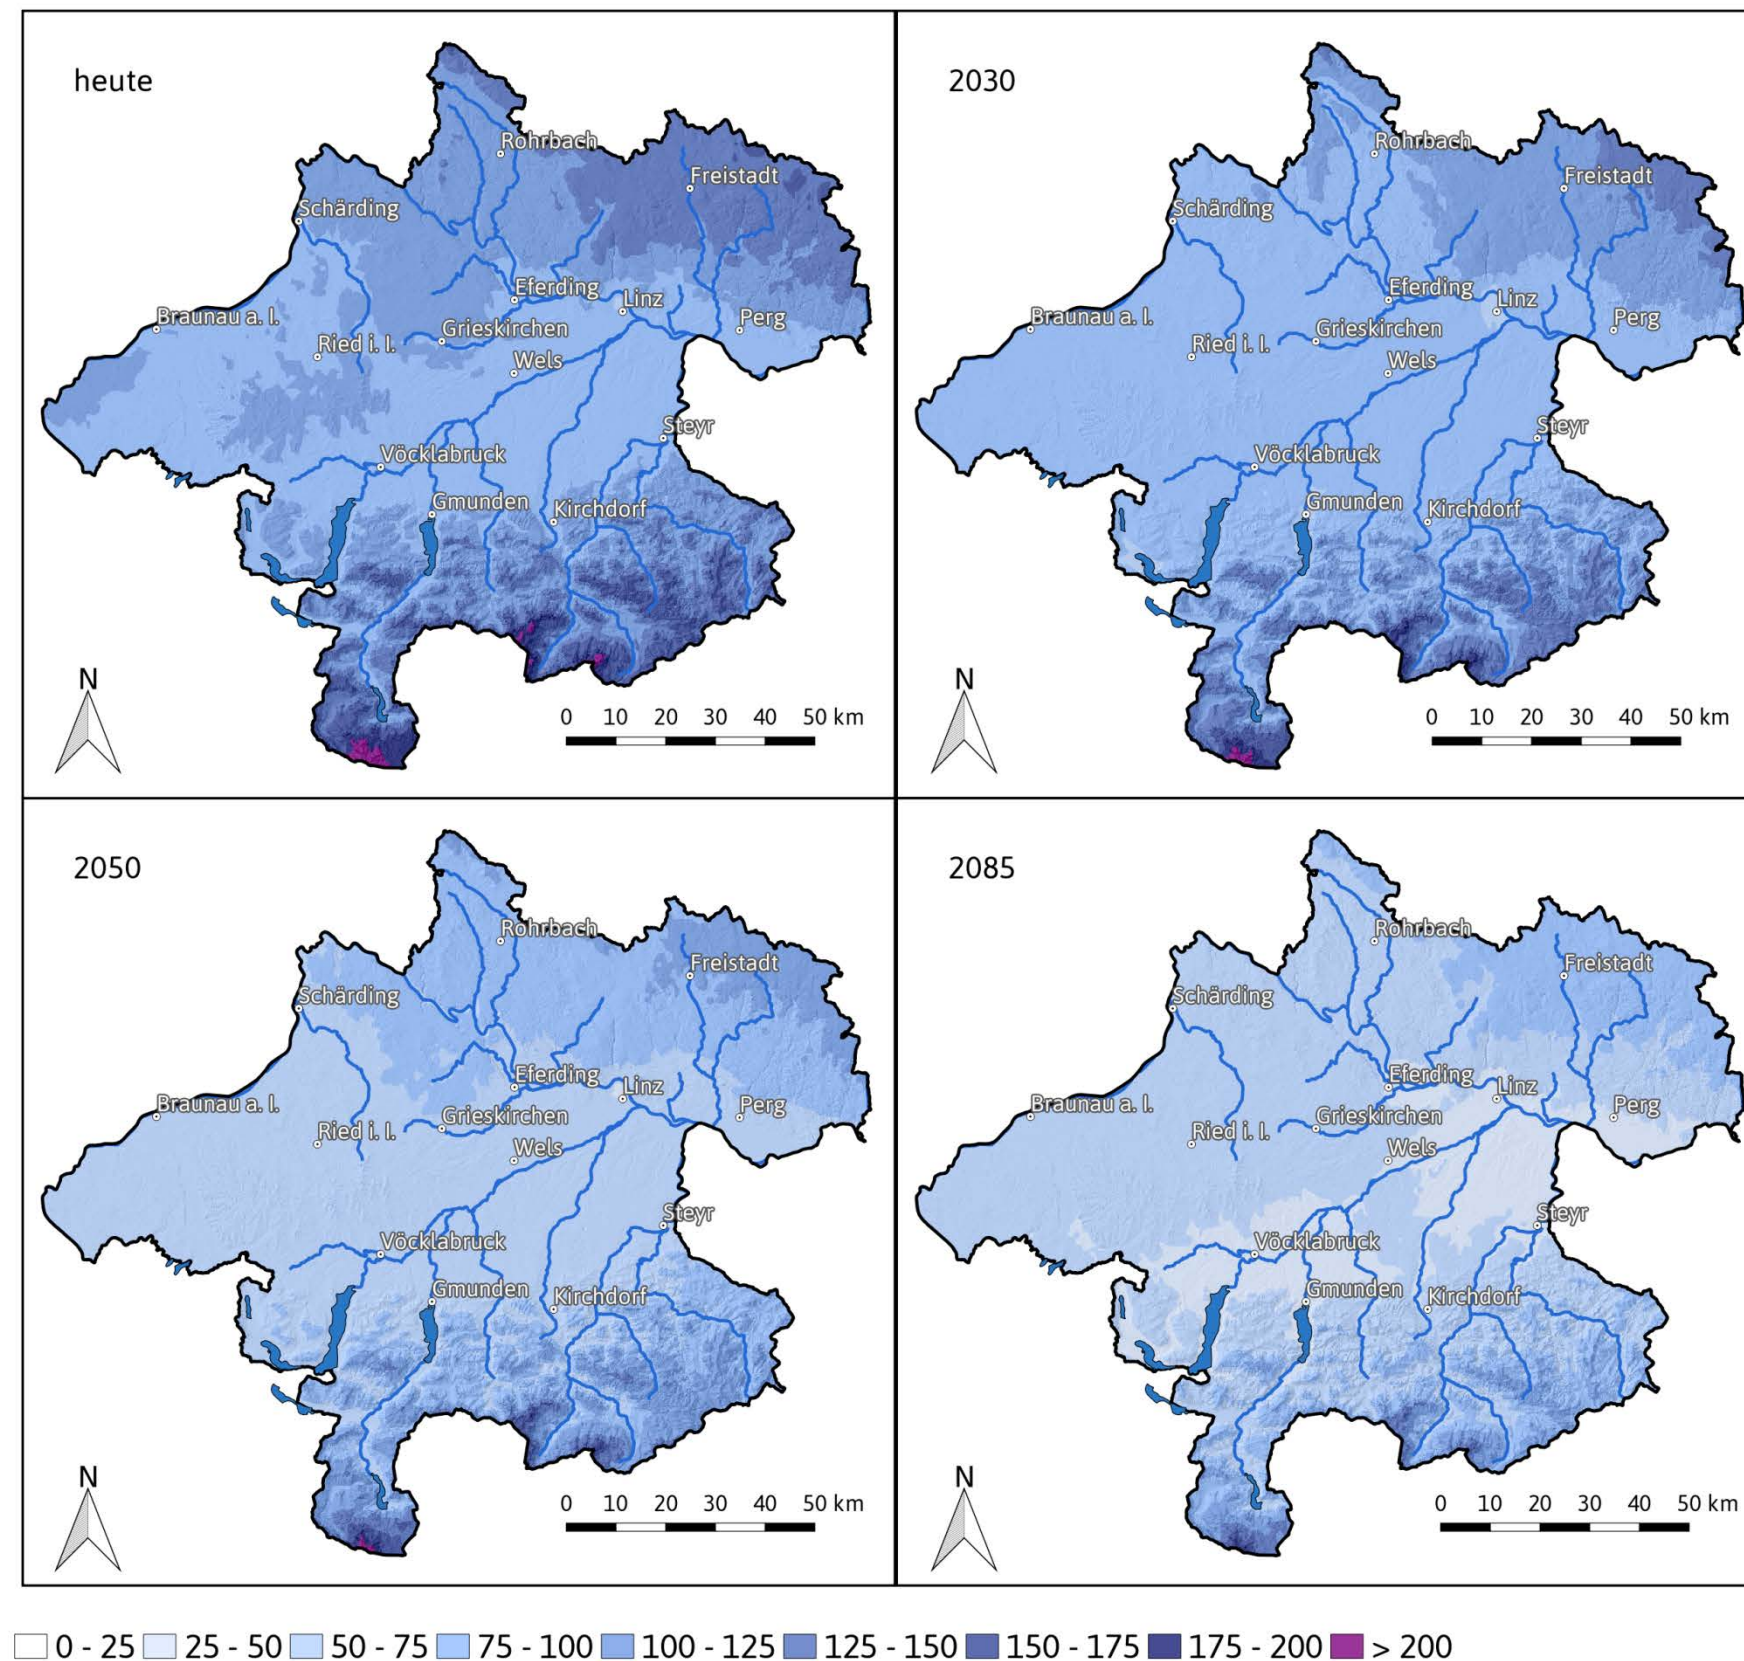 heute
Rohrbach
Freistadt
Schärding
Eferding
Linz
Braunau a. I.
Ried i. I.
Grieskirchen
Perg
Wels
Steyr
Vöcklabruck
Gmunden
Kirchdorf
N
0 10 20 30 40 50 km
2030
Rohrbach
Freistadt
Schärding
Eferding
Linz
Braunau a. I.
Ried i. I.
Grieskirchen
Perg
Wels
Steyr
Vöcklabruck
Gmunden
Kirchdorf
N
0 10 20 30 40 50 km
2050
Rohrbach
Freistadt
Schärding
Eferding
Linz
Braunau a. I.
Ried i. I.
Grieskirchen
Perg
Wels
Steyr
Vöcklabruck
Gmunden
Kirchdorf
N
0 10 20 30 40 50 km
2085
Rohrbach
Freistadt
Schärding
Eferding
Linz
Braunau a. I.
Ried i. I.
Grieskirchen
Perg
Wels
Steyr
Vöcklabruck
Gmunden
Kirchdorf
N
0 10 20 30 40 50 km
0 - 25 25 - 50 50 - 75 75 - 100 100 - 125 125 - 150 150 - 175 175 - 200 > 200